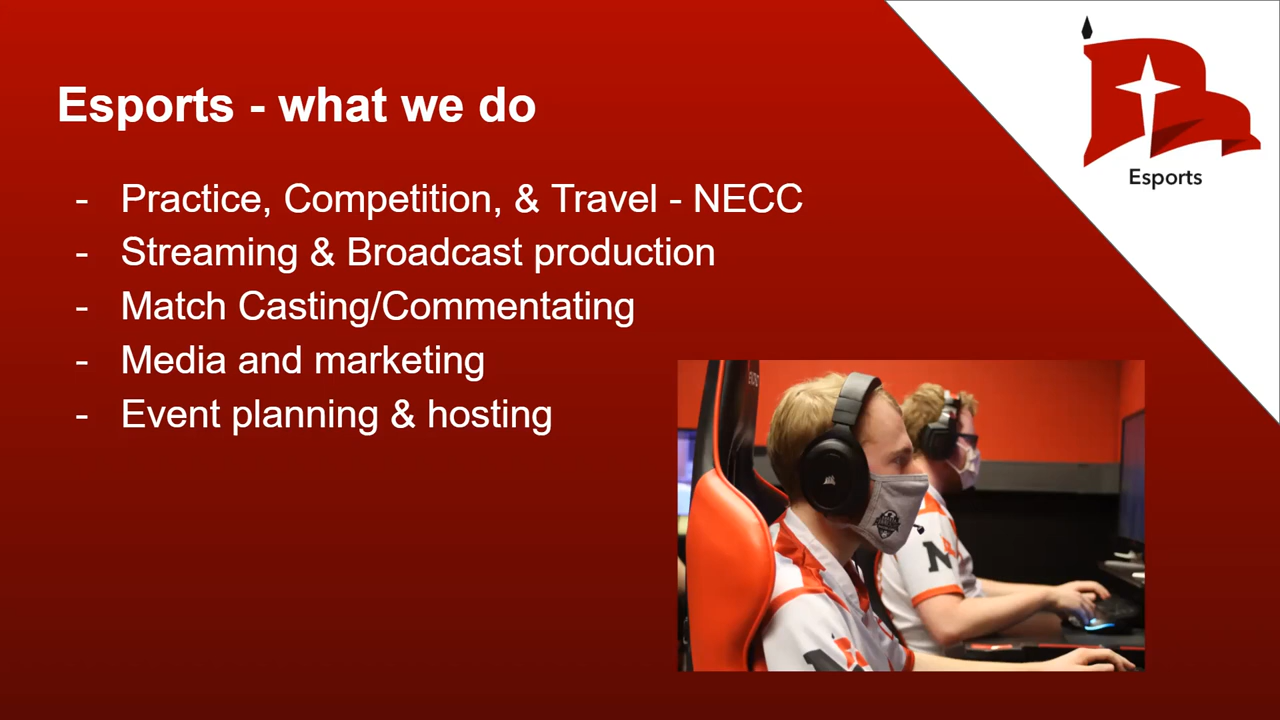 Esports - what we do
Esports
- Practice, Competition, & Travel - NECC
- Streaming & Broadcast production
- Match Casting/Commentating
- Media and marketing
- Event planning & hosting
N
N